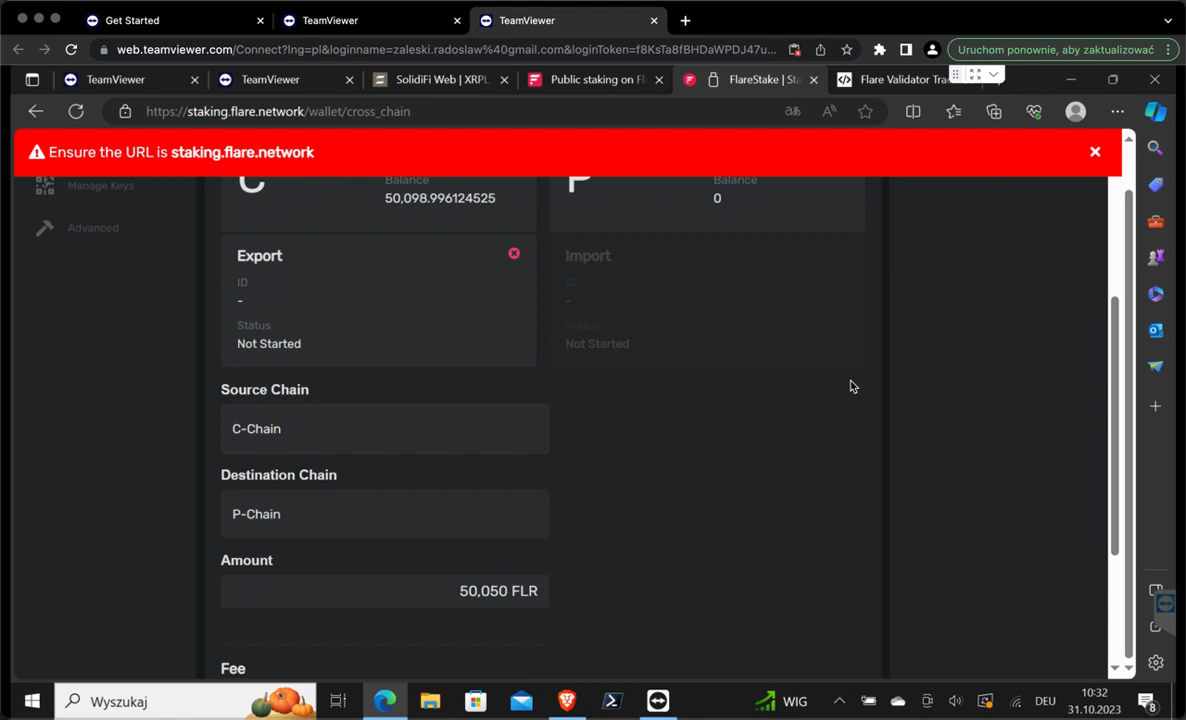 Get Started
TeamViewer
TeamViewer
web.teamviewer.com/Connect?lng=pl&loginname=zaleski.radoslaw%40gmail.com&loginToken=f8KsTa8fBHDaWPDJ47u...
Uruchom ponownie, aby zaktualizować
TeamViewer
TeamViewer
SolidiFi Web | XRPL
Public staking on Fl
FlareStake | Sta
Flare Validator Tra
https://staking.flare.network/wallet/cross_chain
Ensure the URL is staking.flare.network
Manage Keys
Advanced
C
Balance
50,098.996124525
P
Balance
0
Export
ID
-
Status
Not Started
Import
ID
-
Status
Not Started
Source Chain
C-Chain
Destination Chain
P-Chain
Amount
50,050 FLR
Fee
Wyszukaj
WIG
DEU
10:32
31.10.2023
8